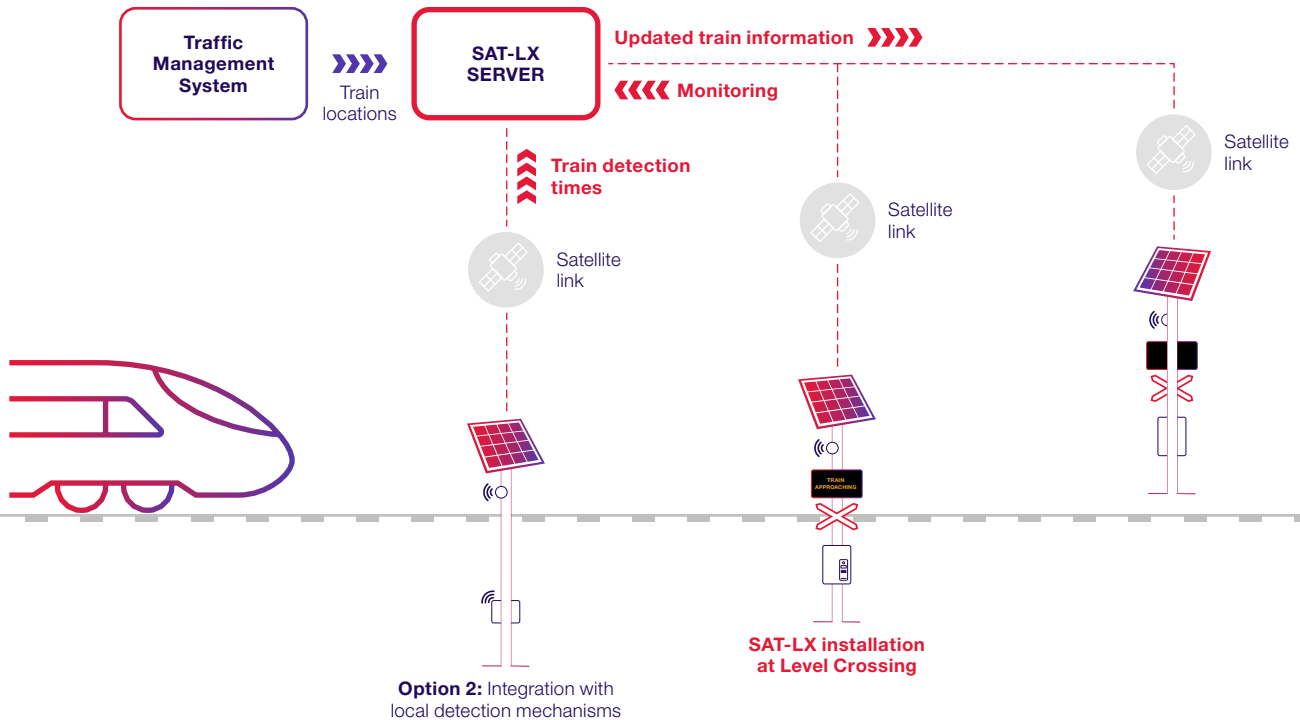 Traffic
Management
System
Train
locations
SAT-LX
SERVER
Updated train information
Monitoring
Train detection
times
Satellite
link
Satellite
link
Satellite
link
TRAIN
APPROACHING
SAT-LX installation
at Level Crossing
Option 2: Integration with
local detection mechanisms